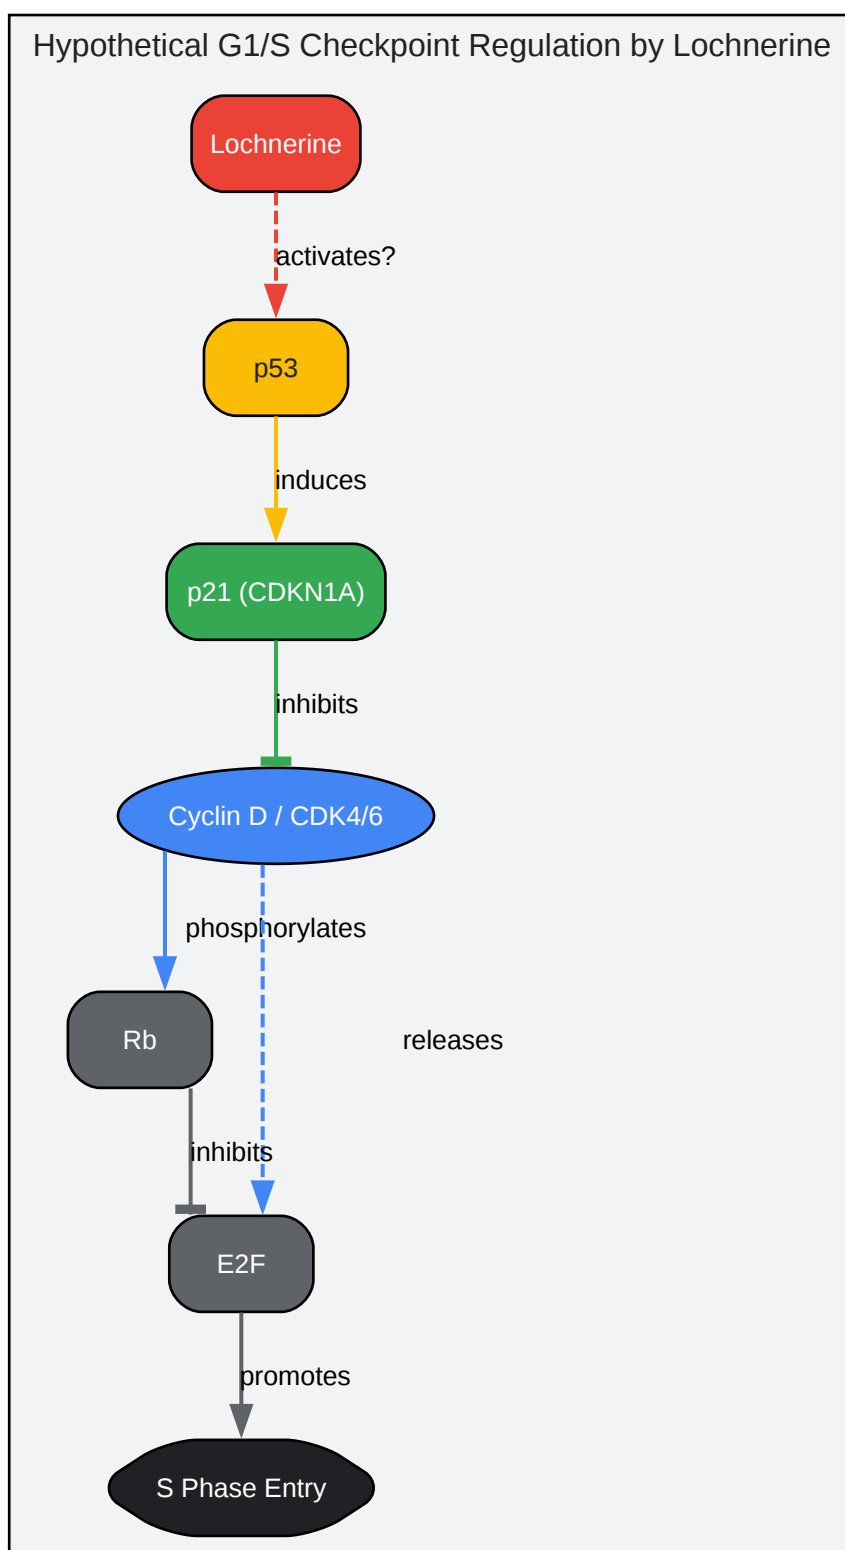 Hypothetical G1/S Checkpoint Regulation by Lochnerine
Lochnerine
activates?
p53
induces
p21 (CDKN1A)
inhibits
Cyclin D / CDK4/6
phosphorylates
Rb
releases
inhibits
E2F
promotes
S Phase Entry